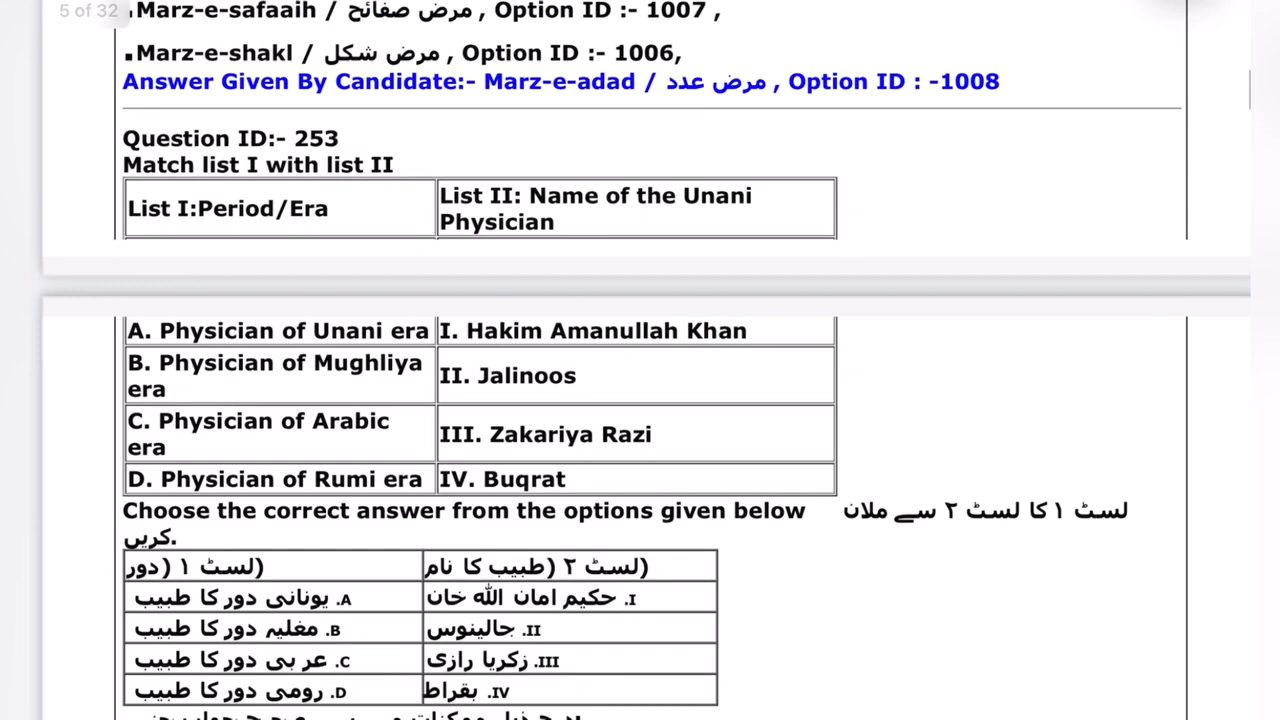 5 of 32
▪Marz-e-safaaih / مرض صفائح , Option ID :- 1007 ,
▪Marz-e-shakl / مرض شکل , Option ID :- 1006,
Answer Given By Candidate:- Marz-e-adad / مرض عدد , Option ID : -1008
Question ID:- 253
Match list I with list II
List I:Period/Era
List II: Name of the Unani Physician
A. Physician of Unani era I. Hakim Amanullah Khan
B. Physician of Mughliya era II. Jalinoos
C. Physician of Arabic era III. Zakariya Razi
D. Physician of Rumi era IV. Buqrat
Choose the correct answer from the options given below لسٹ ۱ کا لسٹ ۲ سے ملان
کریں.
لسٹ ۱ (دور) لسٹ ۲ (طبیب کا نام)
A. یونانی دور کا طبیب I. حکیم امان اللہ خان
B. مغلیہ دور کا طبیب II. جالینوس
C. عر بی دور کا طبیب III. زکریا رازی
D. رومی دور کا طبیب IV. بقراط